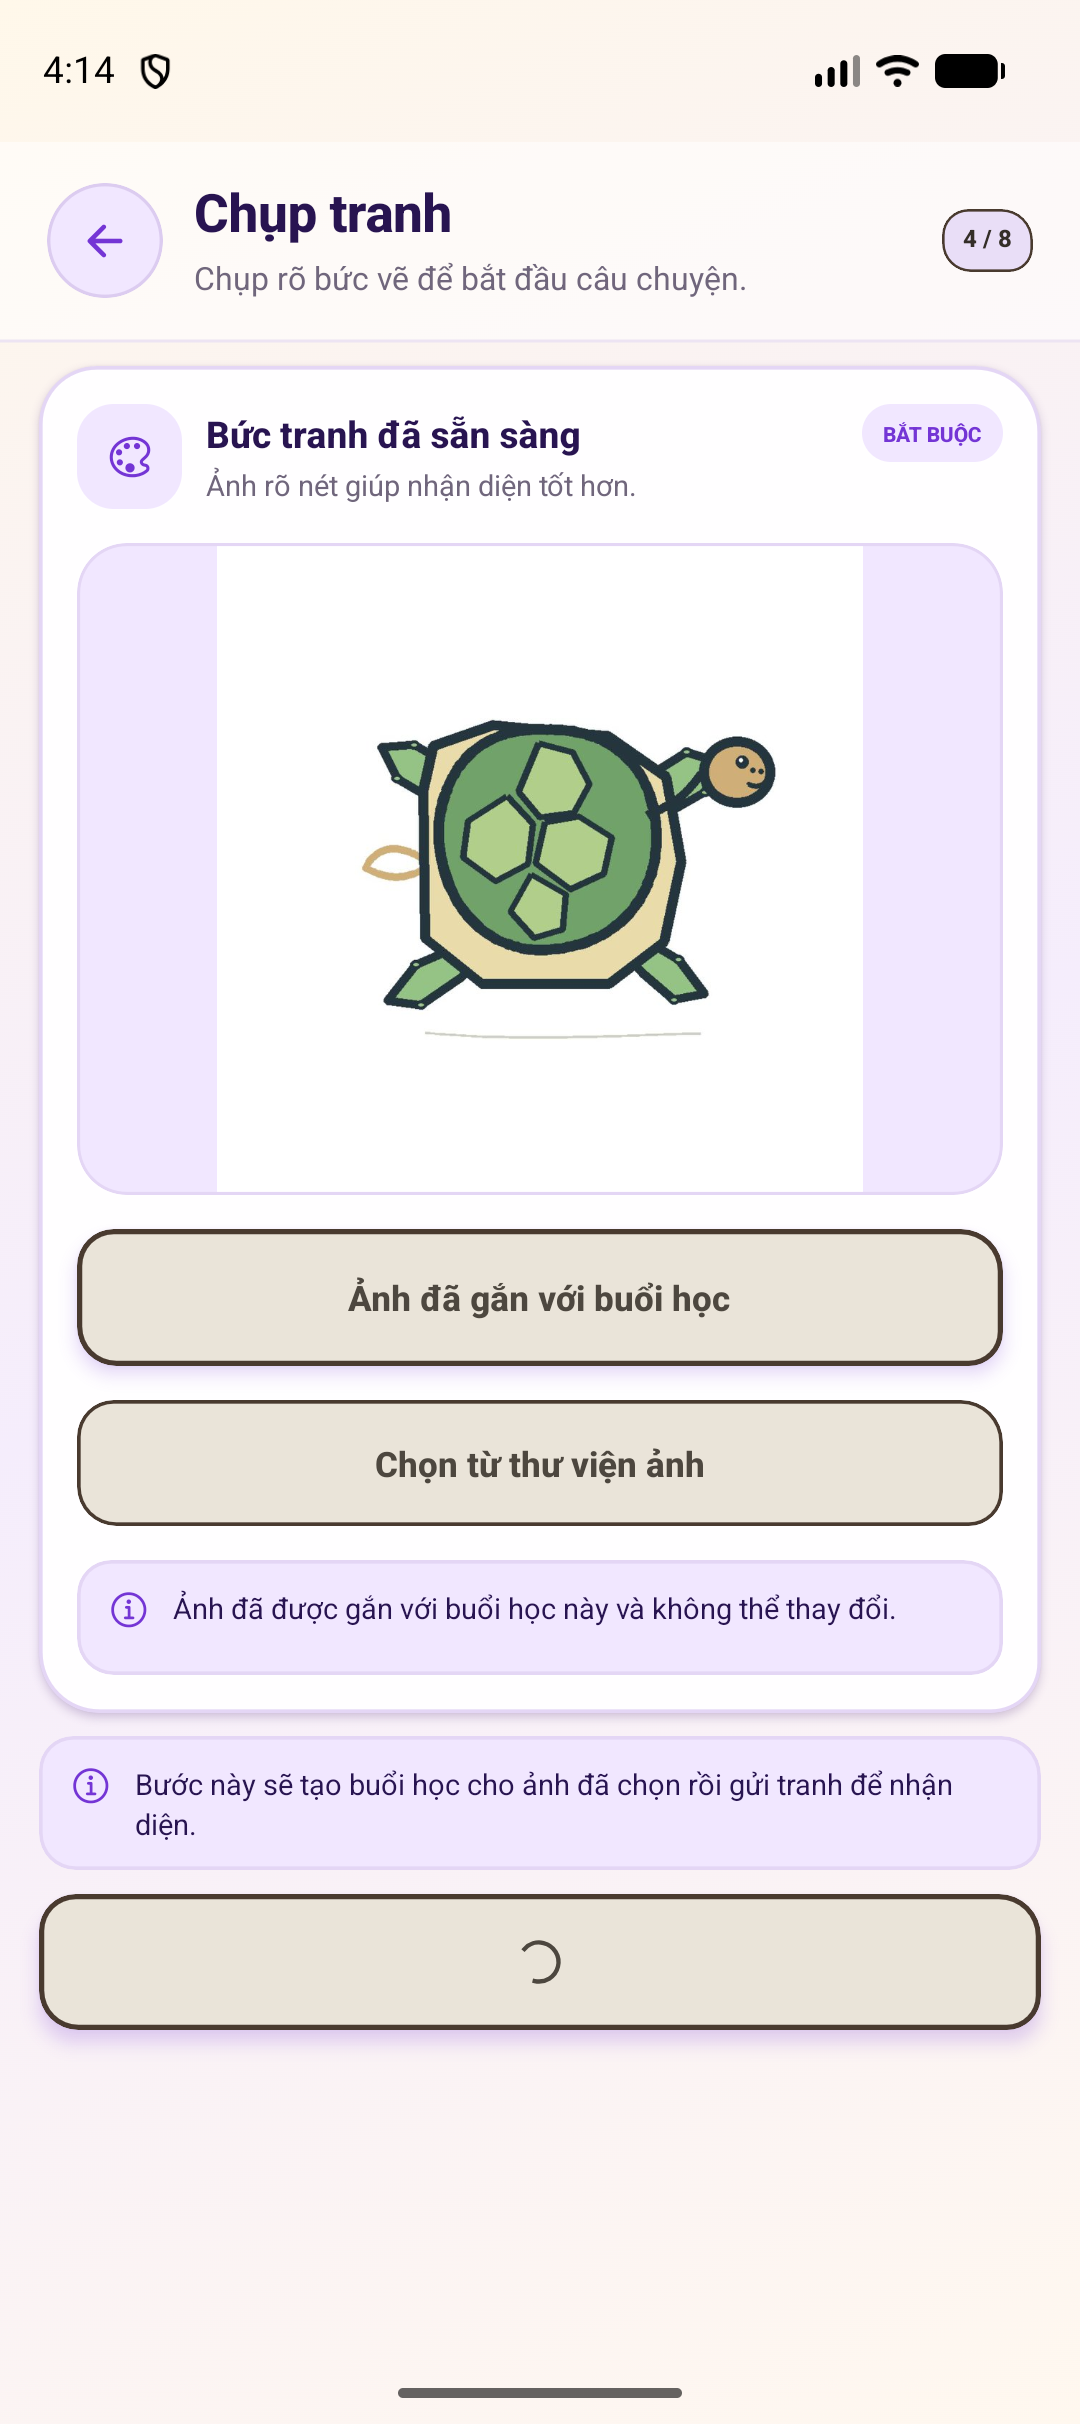 4:14
Chụp tranh
Chụp rõ bức vẽ để bắt đầu câu chuyện.
4 / 8
Bức tranh đã sẵn sàng
BẮT BUỘC
Ảnh rõ nét giúp nhận diện tốt hơn.
Ảnh đã gắn với buổi học
Chọn từ thư viện ảnh
Ảnh đã được gắn với buổi học này và không thể thay đổi.
Bước này sẽ tạo buổi học cho ảnh đã chọn rồi gửi tranh để nhận
diện.